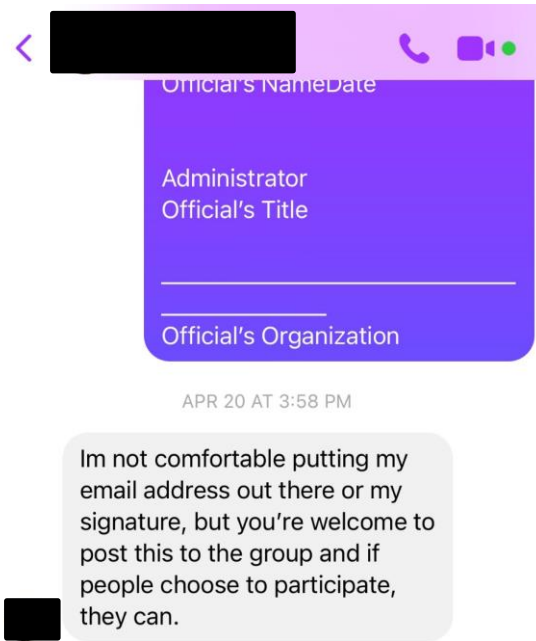 Official's NameDate
Administrator
Official's Title
Official's Organization
APR 20 AT 3:58 PM
Im not comfortable putting my
email address out there or my
signature, but you're welcome to
post this to the group and if
people choose to participate,
they can.